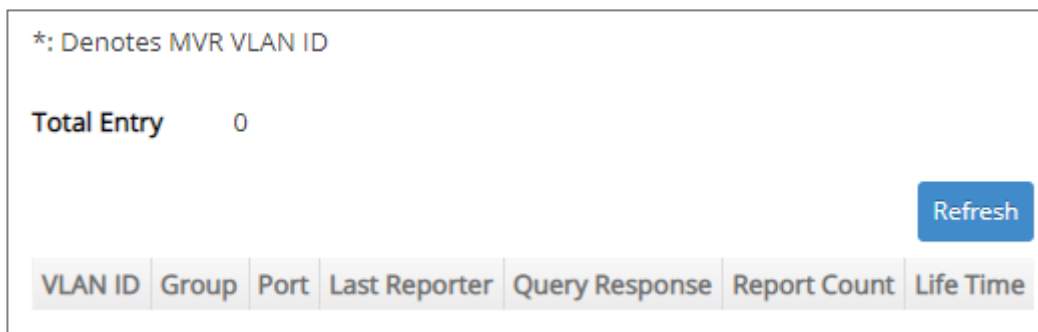 *: Denotes MVR VLAN ID
Total Entry 0
Refresh
VLAN ID Group Port Last Reporter Query Response Report Count Life Time